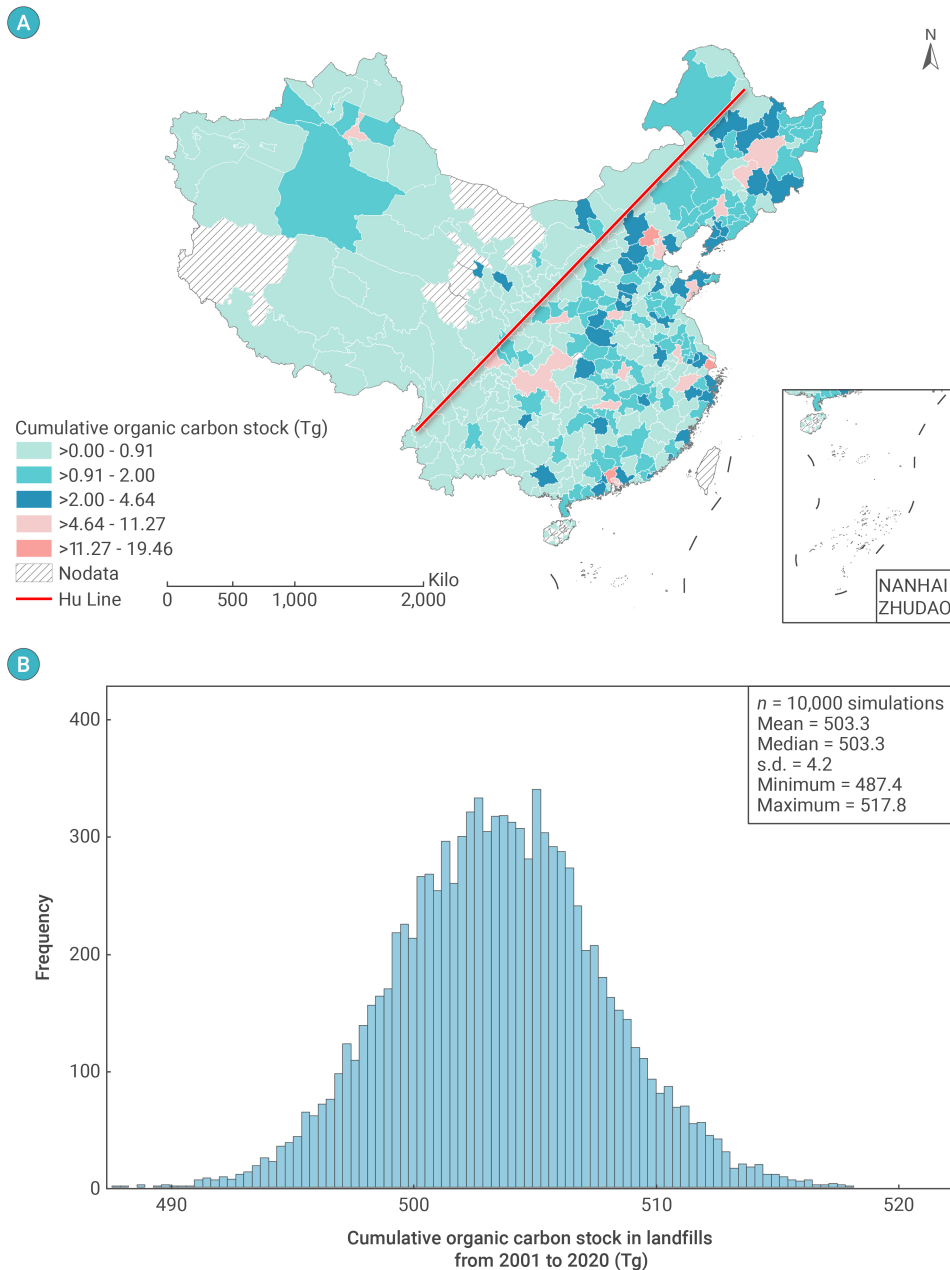 A
N
Cumulative organic carbon stock (Tg)
>0.00 - 0.91
>0.91 - 2.00
>2.00 - 4.64
>4.64 - 11.27
>11.27 - 19.46
Nodata
Hu Line
Kilo
0 500 1,000 2,000
NANHAI
ZHUDAO
B
n = 10,000 simulations
Mean = 503.3
Median = 503.3
s.d. = 4.2
Minimum = 487.4
Maximum = 517.8
400
300
200
100
0
Frequency
490 500 510 520
Cumulative organic carbon stock in landfills
from 2001 to 2020 (Tg)